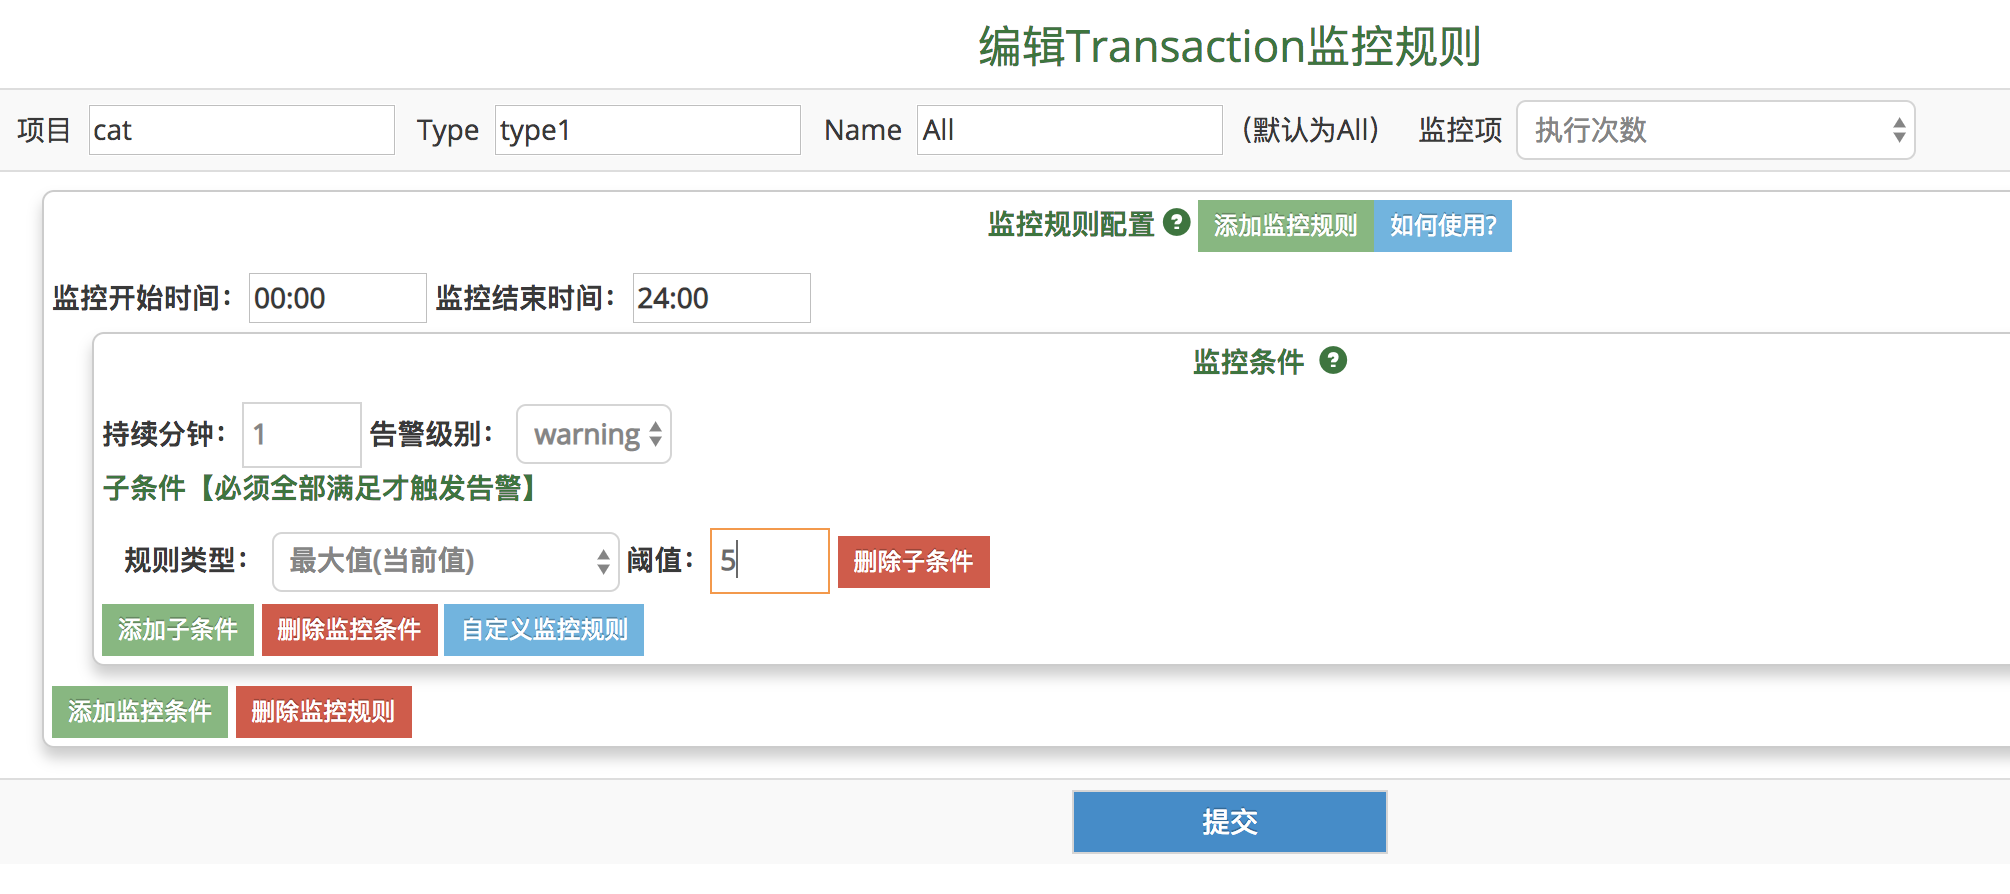 编辑Transaction监控规则
项目 cat Type type1 Name All (默认为All) 监控项 执行次数
监控规则配置 ? 添加监控规则 如何使用?
监控开始时间： 00:00 监控结束时间： 24:00
监控条件 ?
持续分钟： 1 告警级别： warning
子条件【必须全部满足才触发告警】
规则类型： 最大值(当前值) 阈值： 5 删除子条件
添加子条件 删除监控条件 自定义监控规则
添加监控条件 删除监控规则
提交